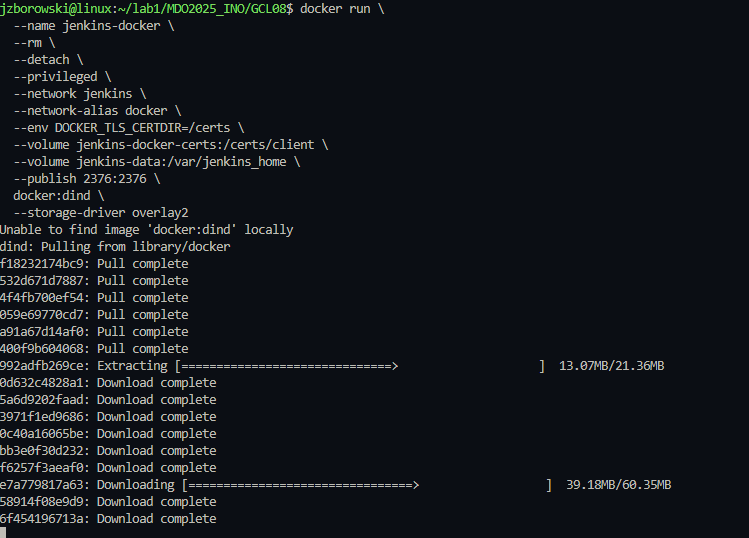 jzborowski@linux:~/lab1/MDO2025_INO/GCL08$ docker run \
  --name jenkins-docker \
  --rm \
  --detach \
  --privileged \
  --network jenkins \
  --network-alias docker \
  --env DOCKER_TLS_CERTDIR=/certs \
  --volume jenkins-docker-certs:/certs/client \
  --volume jenkins-data:/var/jenkins_home \
  --publish 2376:2376 \
  docker:dind \
  --storage-driver overlay2
Unable to find image 'docker:dind' locally
dind: Pulling from library/docker
f18232174bc9: Pull complete
532d671d7887: Pull complete
4f4fb700ef54: Pull complete
059e69770cd7: Pull complete
a91a67d14af0: Pull complete
400f9b604068: Pull complete
992adfb269ce: Extracting [==============================>                    ]  13.07MB/21.36MB
0d632c4828a1: Download complete
5a6d9202faad: Download complete
3971f1ed9686: Download complete
0c40a16065be: Download complete
bb3e0f30d232: Download complete
f6257f3aeaf0: Download complete
e7a779817a63: Downloading [================================>                  ]  39.18MB/60.35MB
58914f08e9d9: Download complete
6f454196713a: Download complete